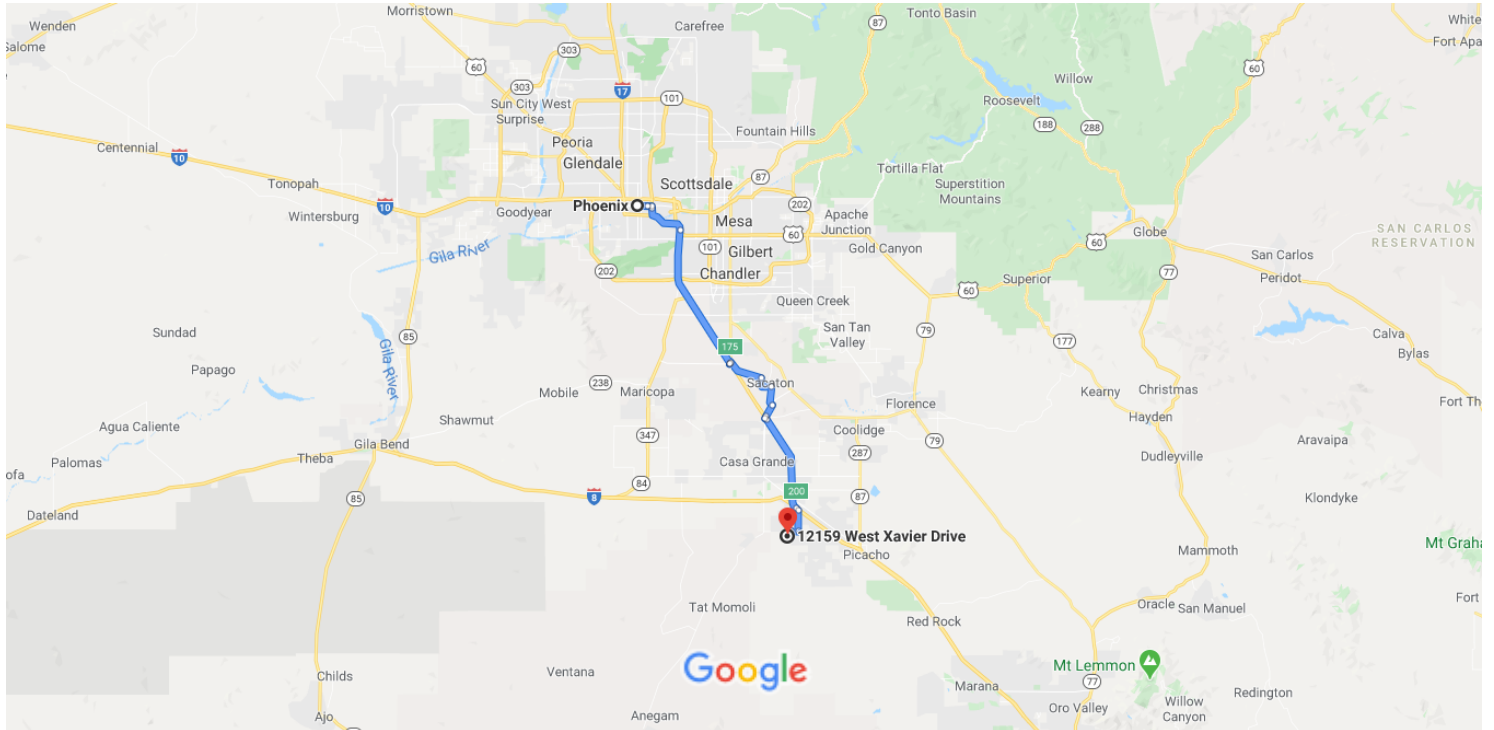 Morristown
Wenden
Salome
60
303
303
17
101
Carefree
87
Tonto Basin
60
White
Fort Apa
Sun City West
Surprise
Peoria
Glendale
Fountain Hills
Scottsdale
87
Willow
Roosevelt
188
288
Centennial
10
Tonopah
Wintersburg
10
Goodyear
Phoenix
Mesa
202
Tortilla Flat
Superstition
Mountains
Apache
Junction
60
Gold Canyon
Gilbert
101
Chandler
202
Gila River
Queen Creek
60
Superior
60
Globe
SAN CARLOS
RESERVATION
San Carlos
Peridot
77
Sundad
85
Gila River
Papago
Mobile
238
Maricopa
175
Sacaton
San Tan
Valley
79
177
Kearny
Christmas
Hayden
Calva
Bylas
Fort Th
Agua Caliente
Shawmut
Gila Bend
Palomas
ofa
Theba
347
84
Casa Grande
Coolidge
287
Florence
79
Dudleyville
Aravaipa
Klondyke
Dateland
85
8
200
87
12159 West Xavier Drive
Picacho
Mammoth
Mt Grah
Tat Momoli
Red Rock
Oracle
San Manuel
Fort
Google
Mt Lemmon
Childs
Ventana
Marana
77
Oro Valley
Willow
Canyon
Redington
Ajo
Anegam